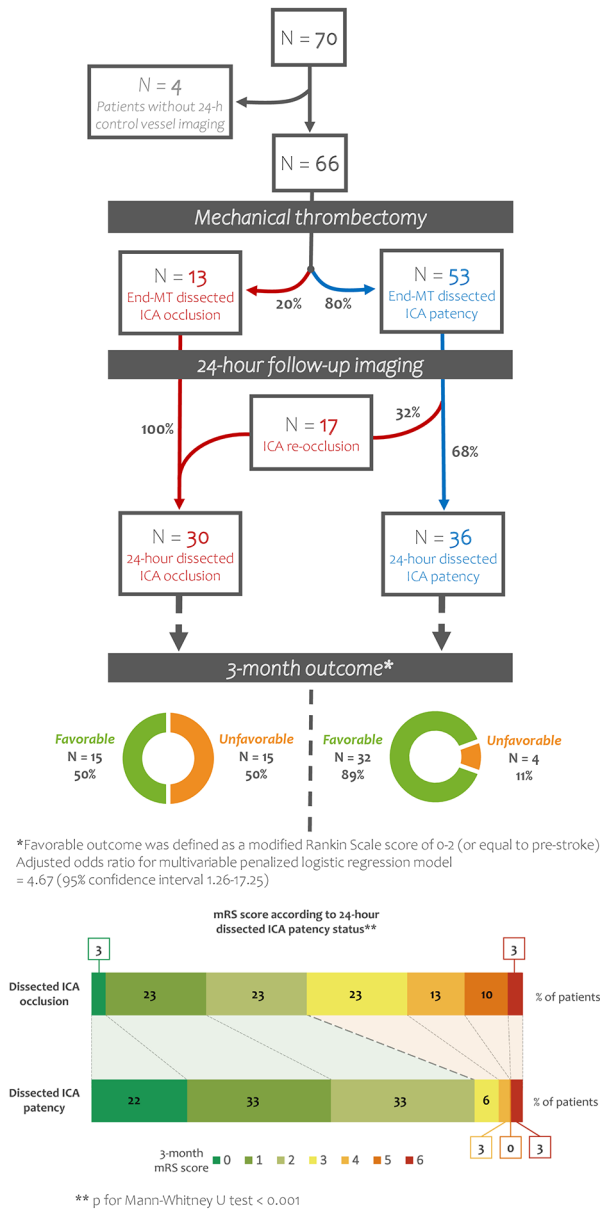 N = 70
N = 4
Patients without 24-h
control vessel imaging
N = 66
Mechanical thrombectomy
N = 13
End-MT dissected
ICA occlusion
20%
80%
N = 53
End-MT dissected
ICA patency
24-hour follow-up imaging
100%
N = 17
ICA re-occlusion
32%
68%
N = 30
24-hour dissected
ICA occlusion
N = 36
24-hour dissected
ICA patency
3-month outcome*
Favorable
N = 15
50%
Unfavorable
N = 15
50%
Favorable
N = 32
89%
Unfavorable
N = 4
11%
*Favorable outcome was defined as a modified Rankin Scale score of 0-2 (or equal to pre-stroke)
Adjusted odds ratio for multivariable penalized logistic regression model
= 4.67 (95% confidence interval 1.26-17.25)
mRS score according to 24-hour
dissected ICA patency status**
3
3
Dissected ICA
occlusion
23 23 23 13 10
% of patients
Dissected ICA
patency
22 33 33 6
% of patients
3 0 3
3-month
mRS score
0 1 2 3 4 5 6
** p for Mann-Whitney U test < 0.001